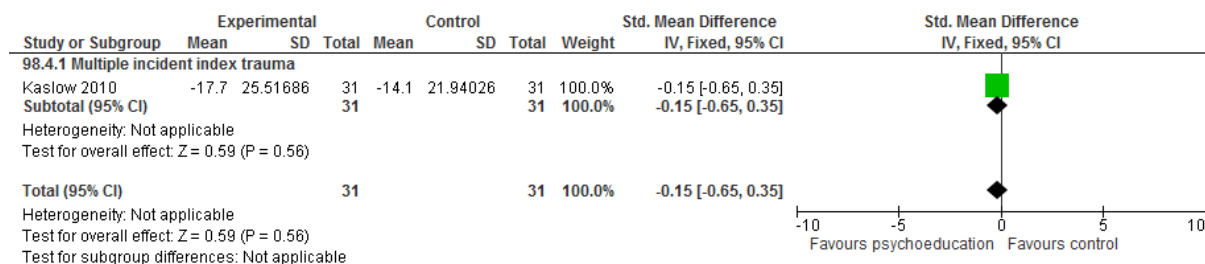 Experimental Control Std. Mean Difference Std. Mean Difference
Study or Subgroup Mean SD Total Mean SD Total Weight IV, Fixed, 95% CI IV, Fixed, 95% CI
98.4.1 Multiple incident index trauma
Kaslow 2010 -17.7 25.51686 31 -14.1 21.94026 31 100.0% -0.15 [-0.65, 0.35]
Subtotal (95% CI) 31 31 100.0% -0.15 [-0.65, 0.35]
Heterogeneity: Not applicable
Test for overall effect: Z = 0.59 (P = 0.56)
Total (95% CI) 31 31 100.0% -0.15 [-0.65, 0.35]
Heterogeneity: Not applicable
Test for overall effect: Z = 0.59 (P = 0.56)
Test for subgroup differences: Not applicable
-10 -5 0 5 10
Favours psychoeducation Favours control